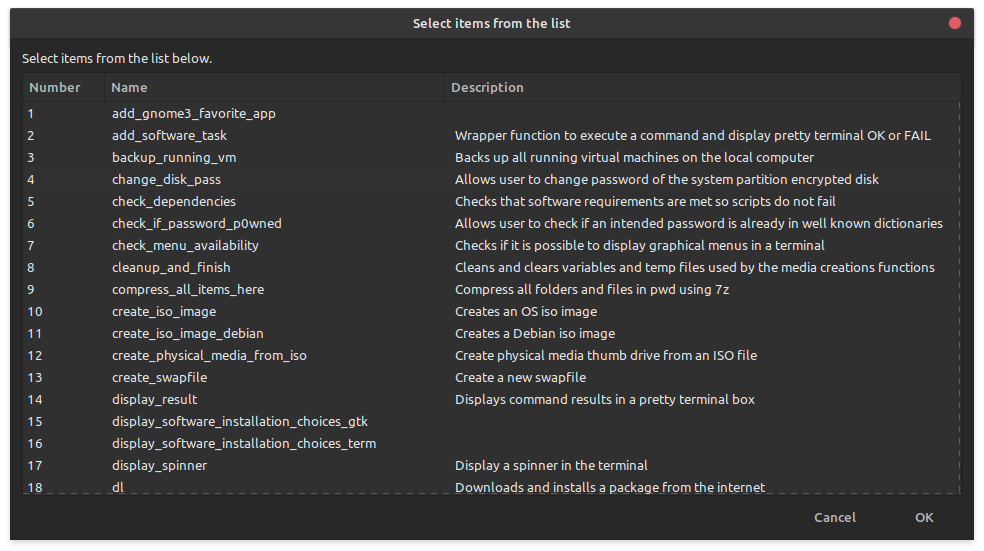 Select items from the list
Select items from the list below.
Number Name Description
1 add_gnome3_favorite_app
2 add_software_task Wrapper function to execute a command and display pretty terminal OK or FAIL
3 backup_running_vm Backs up all running virtual machines on the local computer
4 change_disk_pass Allows user to change password of the system partition encrypted disk
5 check_dependencies Checks that software requirements are met so scripts do not fail
6 check_if_password_p0wned Allows user to check if an intended password is already in well known dictionaries
7 check_menu_availability Checks if it is possible to display graphical menus in a terminal
8 cleanup_and_finish Cleans and clears variables and temp files used by the media creations functions
9 compress_all_items_here Compress all folders and files in pwd using 7z
10 create_iso_image Creates an OS iso image
11 create_iso_image_debian Creates a Debian iso image
12 create_physical_media_from_iso Create physical media thumb drive from an ISO file
13 create_swapfile Create a new swapfile
14 display_result Displays command results in a pretty terminal box
15 display_software_installation_choices_gtk
16 display_software_installation_choices_term
17 display_spinner Display a spinner in the terminal
18 dl Downloads and installs a package from the internet
Cancel OK